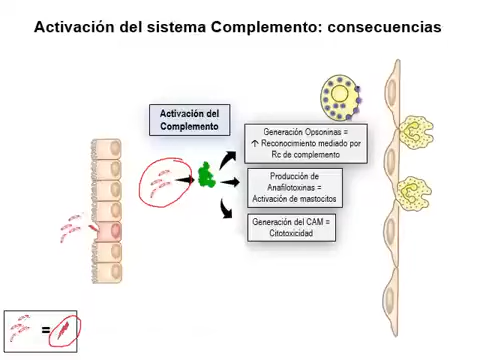 Activación del sistema Complemento: consecuencias
Activación del
Complemento
Generación Opsoninas =
↑ Reconocimiento mediado por
Rc de complemento
Producción de
Anafilotoxinas =
Activación de mastocitos
Generación del CAM =
Citotoxicidad
=